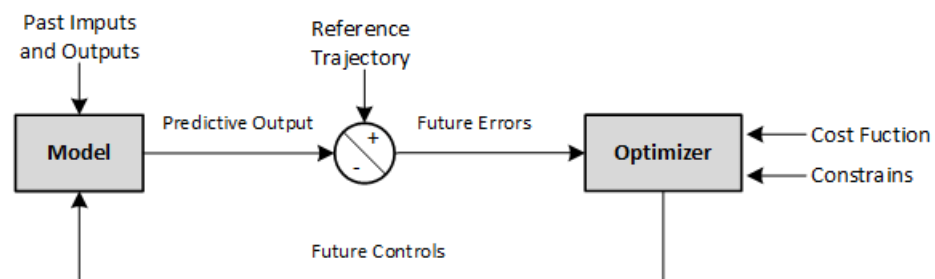 Past Imputs
and Outputs
Reference
Trajectory
Predictive Output
+
Future Errors
Cost Fuction
Model
-
Optimizer
Constrains
Future Controls